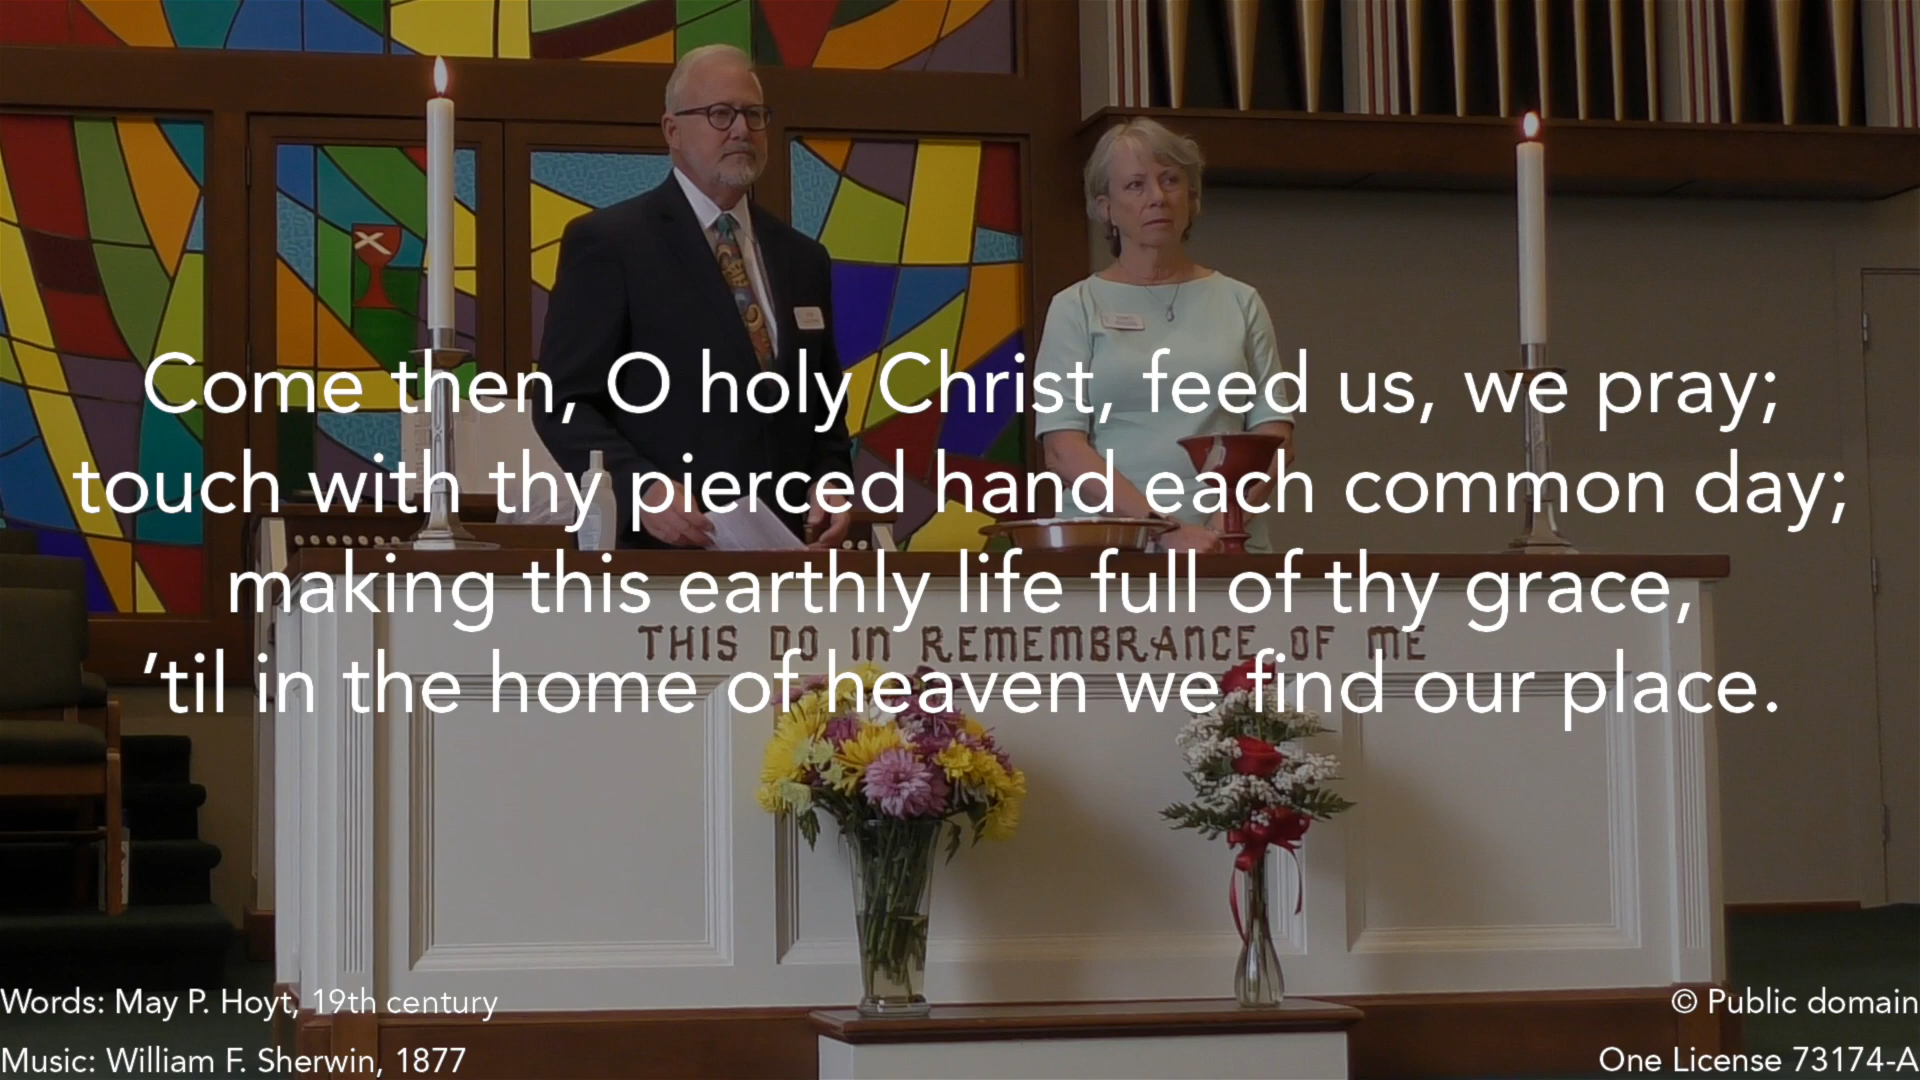 Come then, O holy Christ, feed us, we pray;
touch with thy pierced hand each common day;
making this earthly life full of thy grace,
THIS DO IN REMEMBRANCE OF ME
’til in the home of heaven we find our place.
Words: May P. Hoyt, 19th century
© Public domain
Music: William F. Sherwin, 1877
One License 73174-A